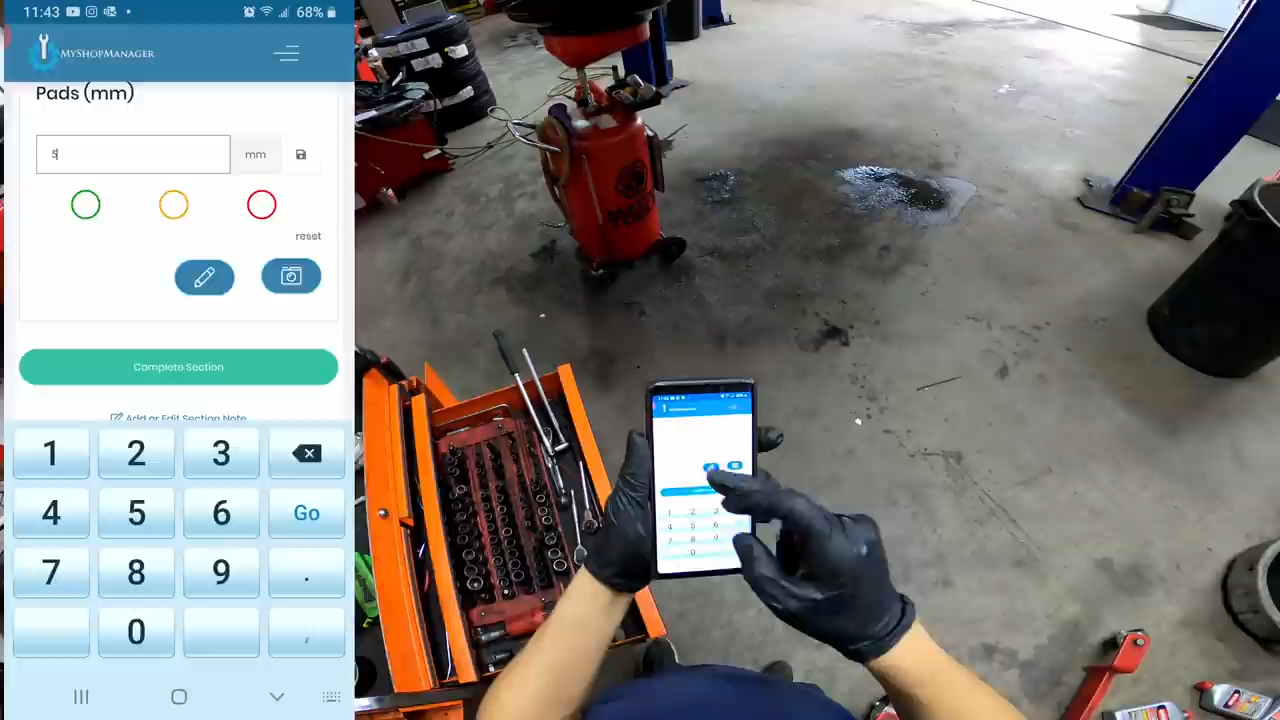 11:43
68%
MYSHOPMANAGER
Pads (mm)
5
mm
reset
Complete Section
Add or Edit Section Note
1 2 3
4 5 6 Go
7 8 9 .
0 ,